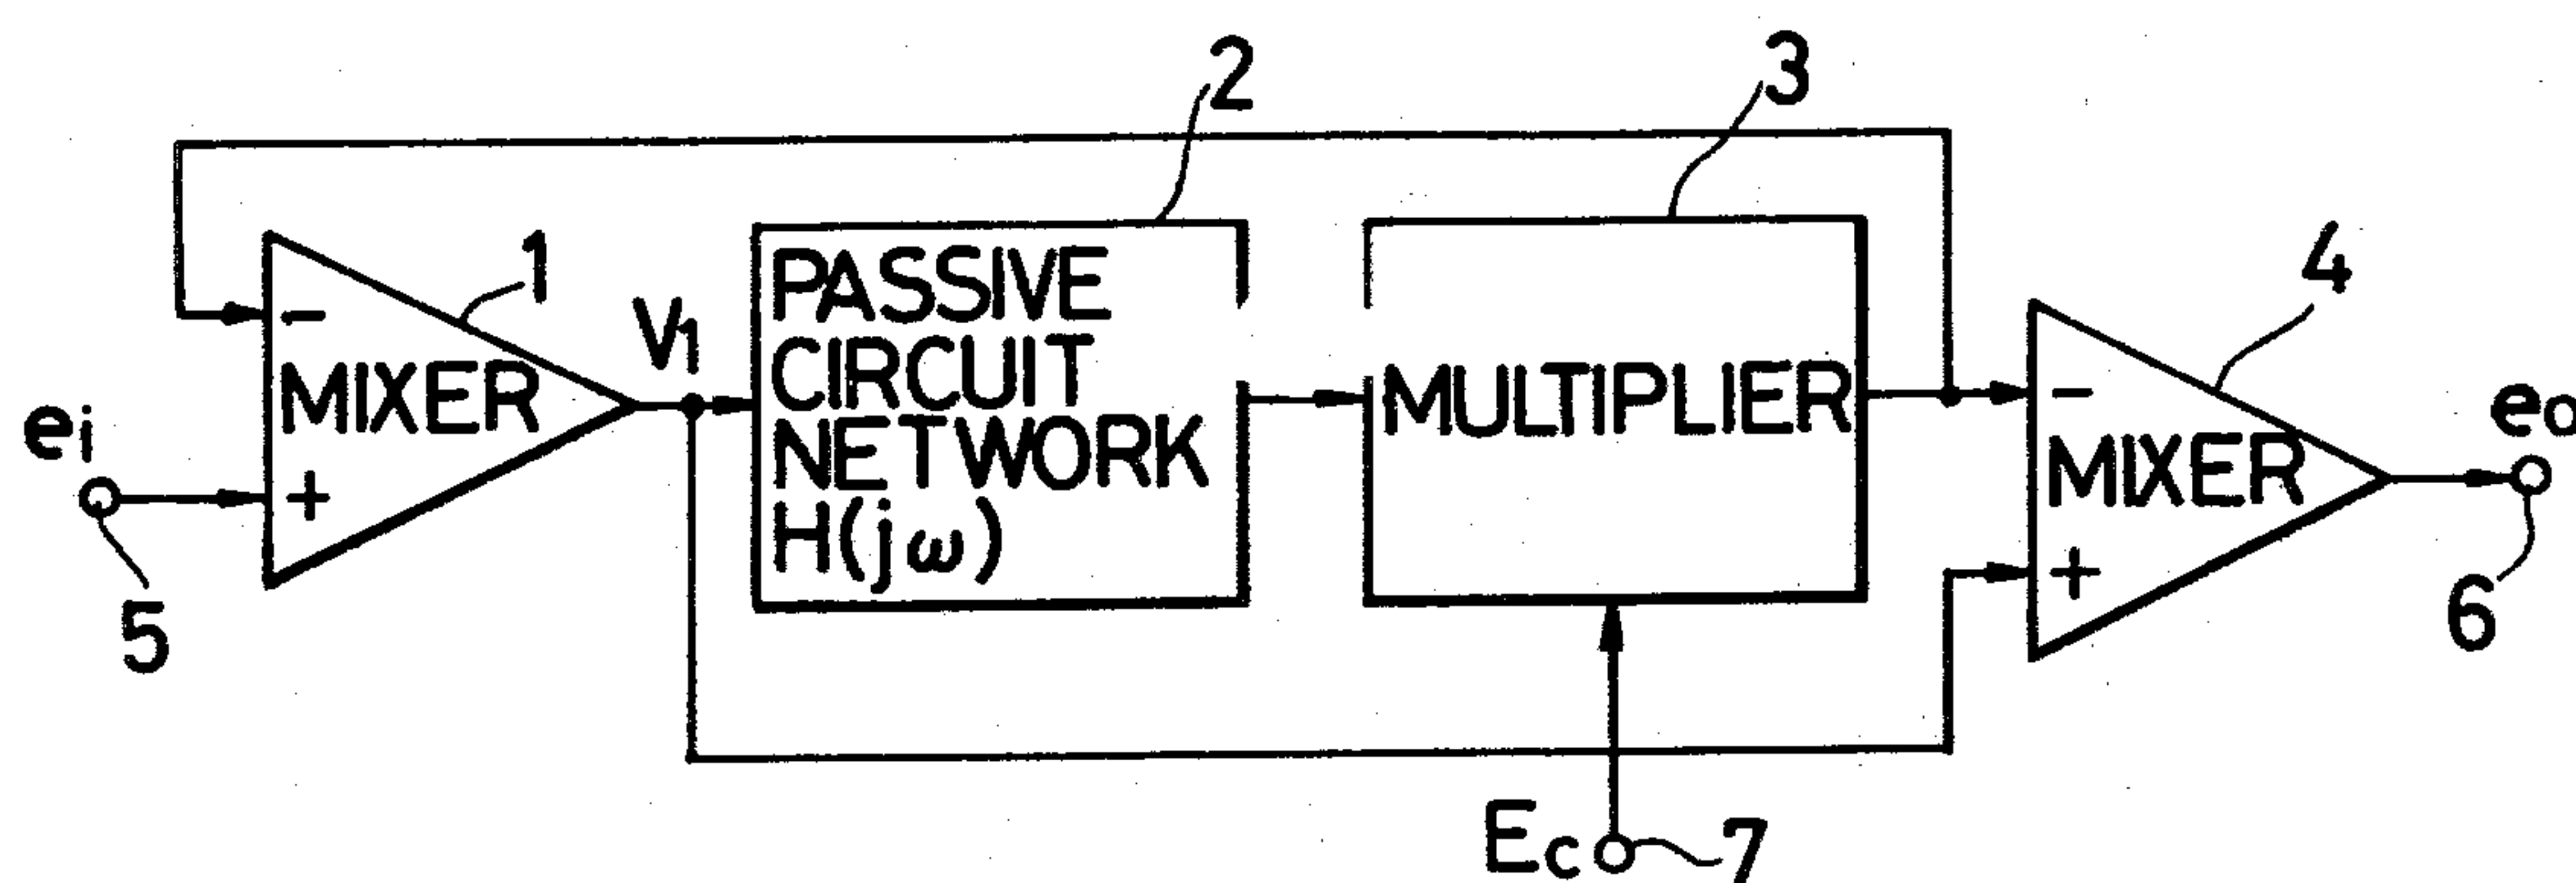 2
3
1
4
V1
PASSIVE
CIRCUIT
NETWORK
H(jω)
-
MIXER
+
MULTIPLIER
-
MIXER
+
ei
5
eo
6
Ec
7